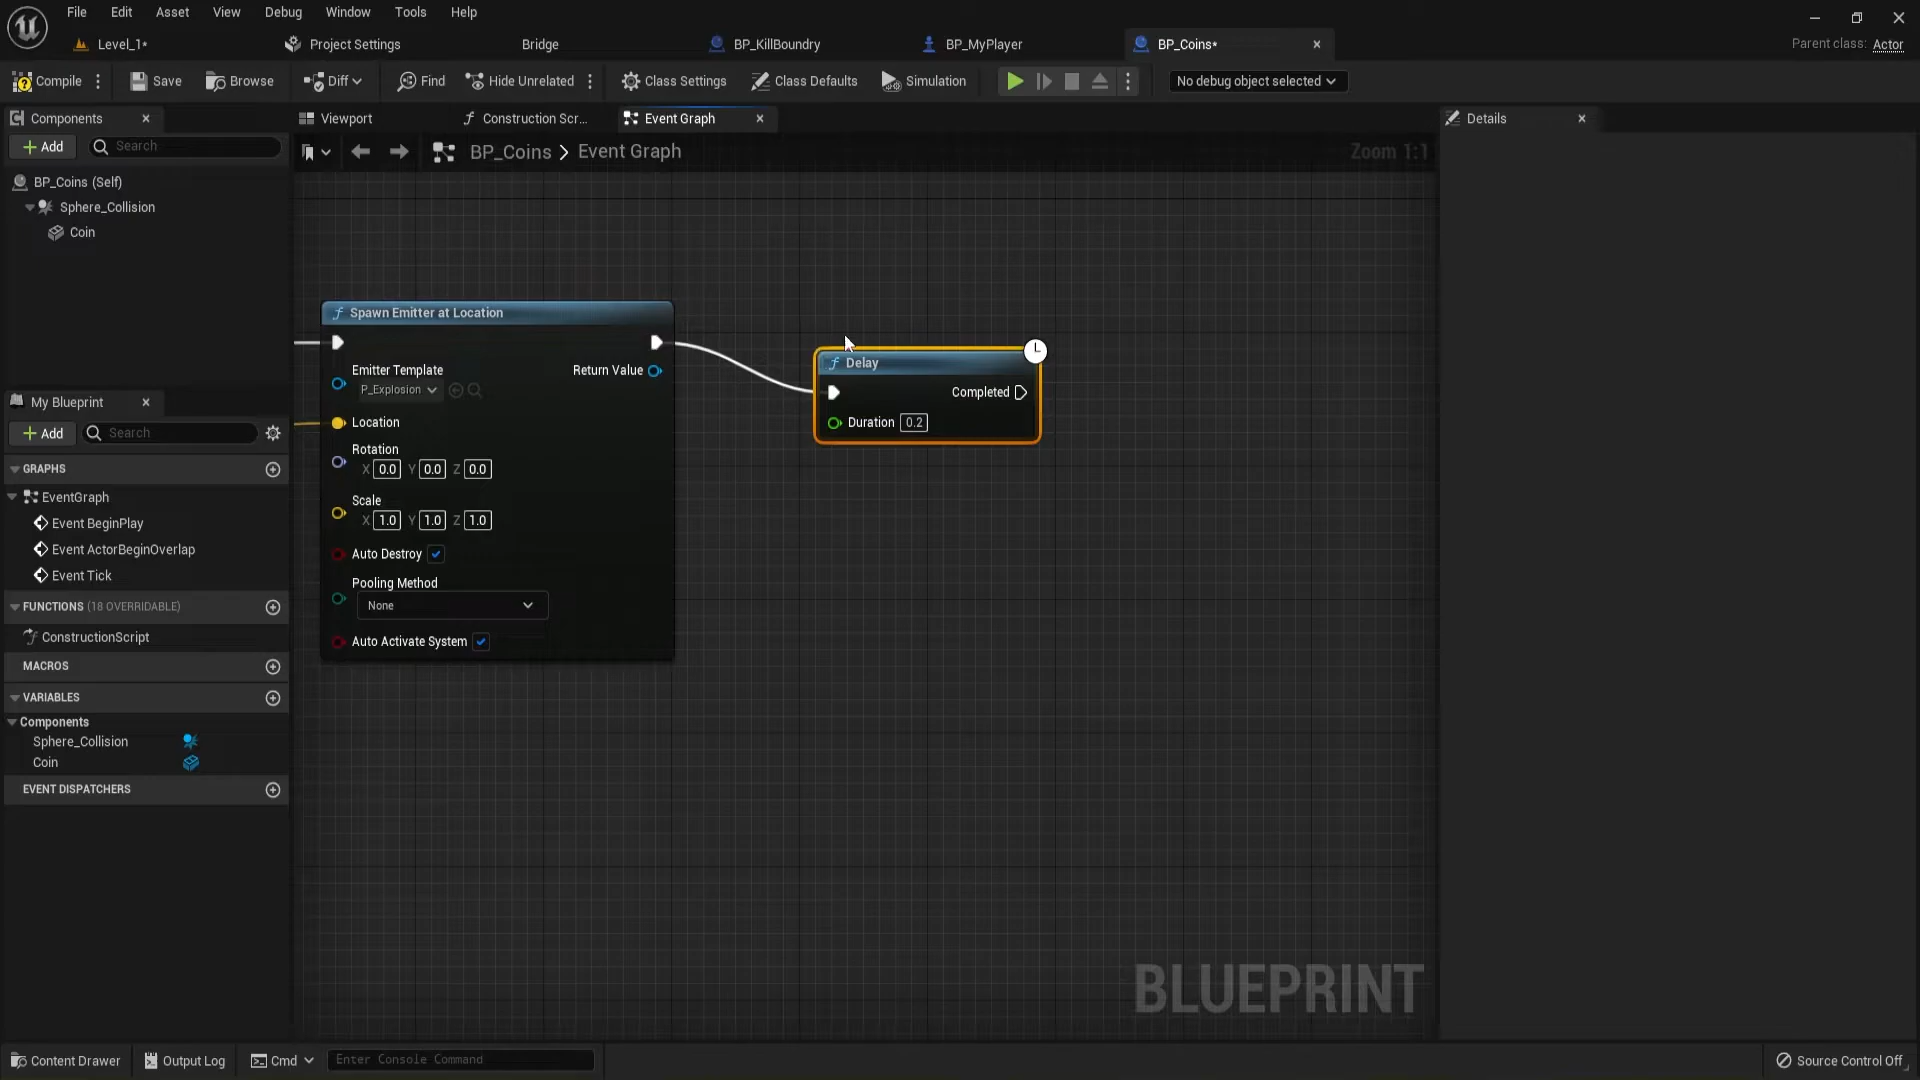 File Edit Asset View Debug Window Tools Help
Level_1* Project Settings Bridge BP_KillBoundry BP_MyPlayer BP_Coins* Parent class: Actor
Compile Save Browse Diff Find Hide Unrelated Class Settings Class Defaults Simulation No debug object selected
Components Viewport Construction Scr... Event Graph Details
Add Search BP_Coins > Event Graph Zoom 1:1
BP_Coins (Self)
Sphere_Collision
Coin
Spawn Emitter at Location
Emitter Template Return Value
P_Explosion
Delay
Completed
Duration 0.2
Location
Rotation
X 0.0 Y 0.0 Z 0.0
Scale
X 1.0 Y 1.0 Z 1.0
Auto Destroy
Pooling Method
None
Auto Activate System
My Blueprint
Add Search
GRAPHS
EventGraph
Event BeginPlay
Event ActorBeginOverlap
Event Tick
FUNCTIONS (18 OVERRIDABLE)
ConstructionScript
MACROS
VARIABLES
Components
Sphere_Collision
Coin
EVENT DISPATCHERS
BLUEPRINT
Content Drawer Output Log Cmd Enter Console Command Source Control Off